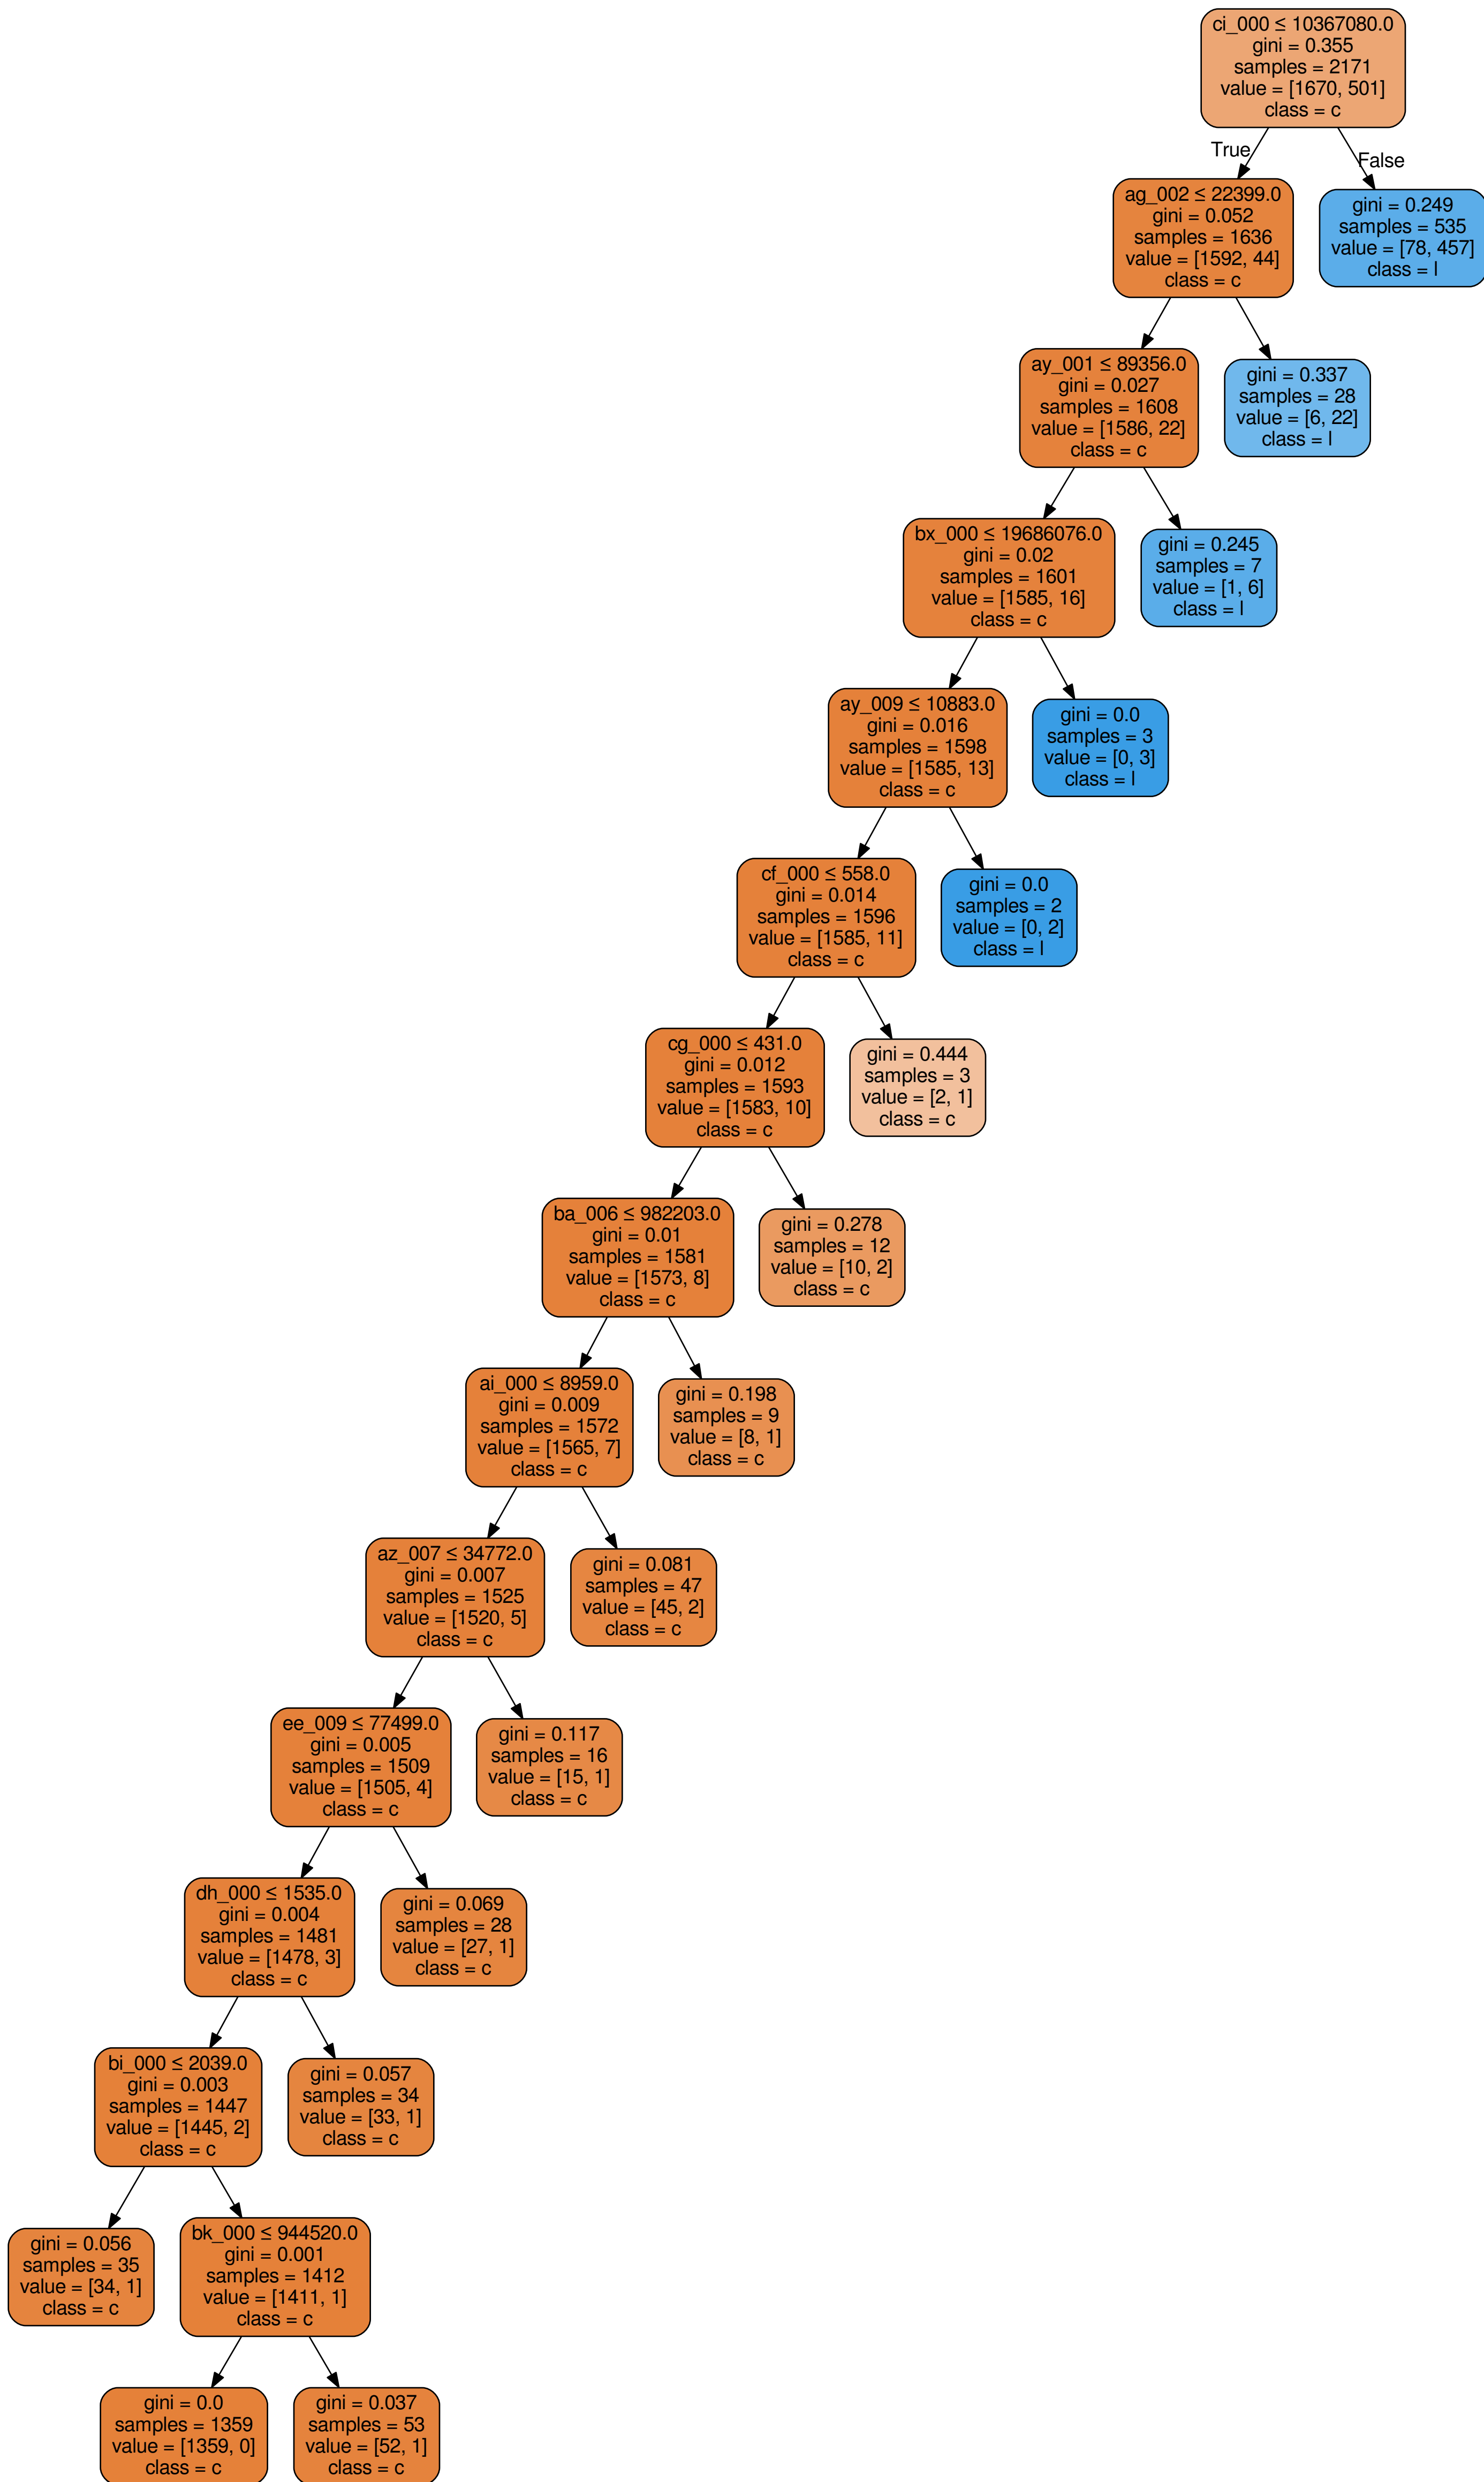 ci_000 ≤ 10367080.0
gini = 0.355
samples = 2171
value = [1670, 501]
class = c
True
False
ag_002 ≤ 22399.0
gini = 0.052
samples = 1636
value = [1592, 44]
class = c
gini = 0.249
samples = 535
value = [78, 457]
class = l
ay_001 ≤ 89356.0
gini = 0.027
samples = 1608
value = [1586, 22]
class = c
gini = 0.337
samples = 28
value = [6, 22]
class = l
bx_000 ≤ 19686076.0
gini = 0.02
samples = 1601
value = [1585, 16]
class = c
gini = 0.245
samples = 7
value = [1, 6]
class = l
ay_009 ≤ 10883.0
gini = 0.016
samples = 1598
value = [1585, 13]
class = c
gini = 0.0
samples = 3
value = [0, 3]
class = l
cf_000 ≤ 558.0
gini = 0.014
samples = 1596
value = [1585, 11]
class = c
gini = 0.0
samples = 2
value = [0, 2]
class = l
cg_000 ≤ 431.0
gini = 0.012
samples = 1593
value = [1583, 10]
class = c
gini = 0.444
samples = 3
value = [2, 1]
class = c
ba_006 ≤ 982203.0
gini = 0.01
samples = 1581
value = [1573, 8]
class = c
gini = 0.278
samples = 12
value = [10, 2]
class = c
ai_000 ≤ 8959.0
gini = 0.009
samples = 1572
value = [1565, 7]
class = c
gini = 0.198
samples = 9
value = [8, 1]
class = c
az_007 ≤ 34772.0
gini = 0.007
samples = 1525
value = [1520, 5]
class = c
gini = 0.081
samples = 47
value = [45, 2]
class = c
ee_009 ≤ 77499.0
gini = 0.005
samples = 1509
value = [1505, 4]
class = c
gini = 0.117
samples = 16
value = [15, 1]
class = c
dh_000 ≤ 1535.0
gini = 0.004
samples = 1481
value = [1478, 3]
class = c
gini = 0.069
samples = 28
value = [27, 1]
class = c
bi_000 ≤ 2039.0
gini = 0.003
samples = 1447
value = [1445, 2]
class = c
gini = 0.057
samples = 34
value = [33, 1]
class = c
gini = 0.056
samples = 35
value = [34, 1]
class = c
bk_000 ≤ 944520.0
gini = 0.001
samples = 1412
value = [1411, 1]
class = c
gini = 0.0
samples = 1359
value = [1359, 0]
class = c
gini = 0.037
samples = 53
value = [52, 1]
class = c